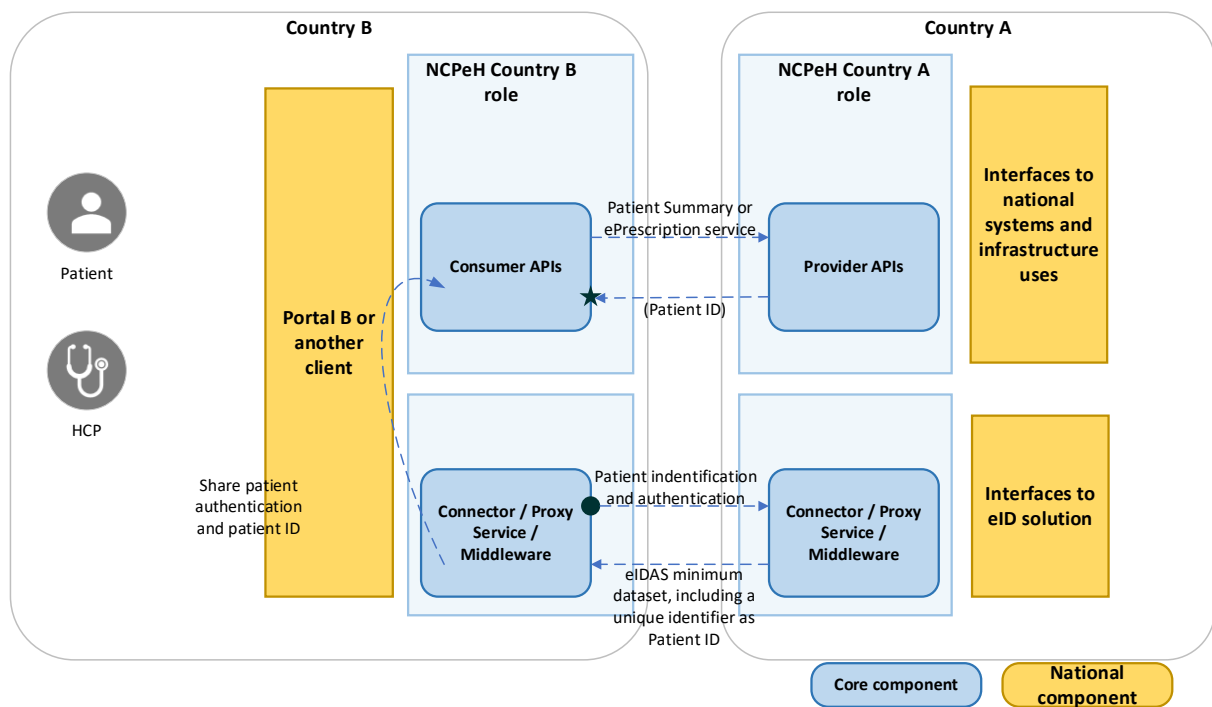 Country B
Country A
NCPeH Country B
role
NCPeH Country A
role
Patient
HCP
Portal B or
another
client
Consumer APIs
Patient Summary or
ePrescription service
(Patient ID)
Provider APIs
Interfaces to
national
systems and
infrastructure
uses
Share patient
authentication
and patient ID
Connector / Proxy
Service /
Middleware
Patient indentification
and authentication
eIDAS minimum
dataset, including a
unique identifier as
Patient ID
Connector / Proxy
Service /
Middleware
Interfaces to
eID solution
Core component
National
component